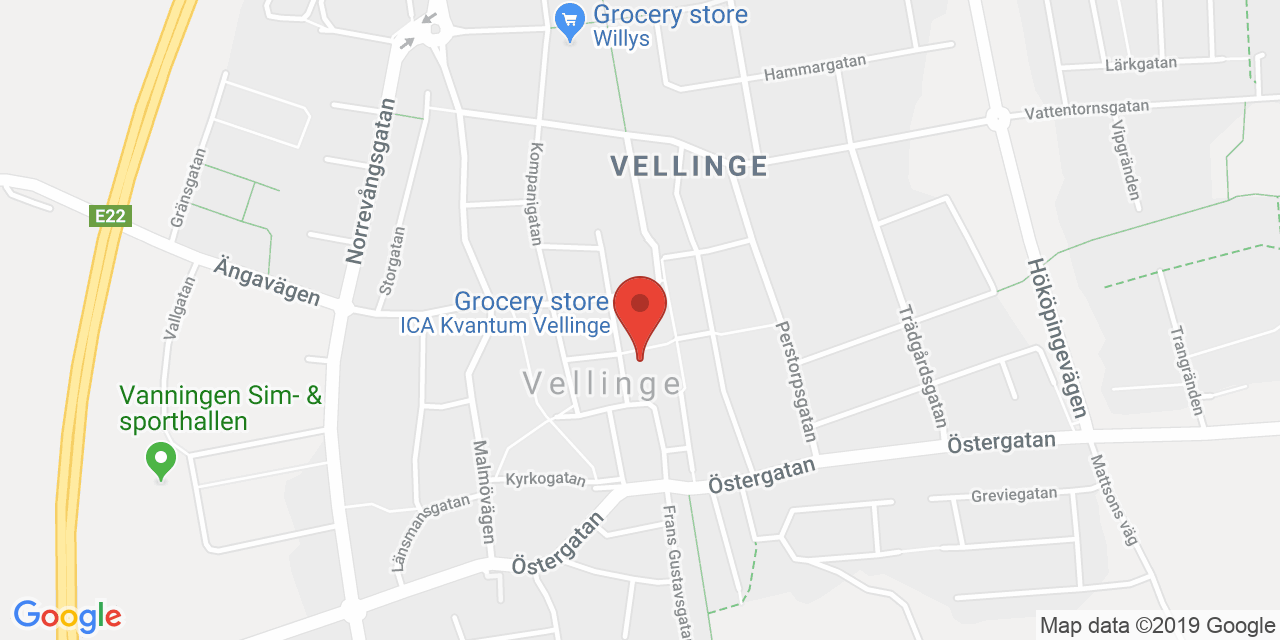 Grocery store
Willys
Hammargatan
Lärkgatan
Vattentornsgatan
Vipgränden
VELLINGE
Norrevångsgatan
Kompanigatan
Gränsgatan
E22
Storgatan
Ängavägen
Vallgatan
Grocery store
ICA Kvantum Vellinge
Hököpingevägen
Perstorpsgatan
Trädgårdsgatan
Trangränden
Vellinge
Vanningen Sim- &
sporthallen
Östergatan
Östergatan
Malmövägen
Kyrkogatan
Länsmansgatan
Greviegatan
Mattsons väg
Östergatan
Frans Gustavsgatan
Google
Map data ©2019 Google